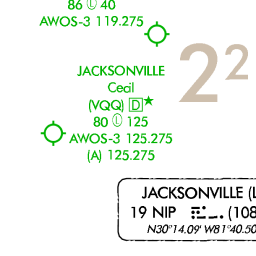 86 Ⓛ 40
AWOS-3 119.275
2²
JACKSONVILLE
Cecil
(VQQ) D★
80 Ⓛ 125
AWOS-3 125.275
(A) 125.275
JACKSONVILLE (
19 NIP (108
N30°14.09' W81°40.50